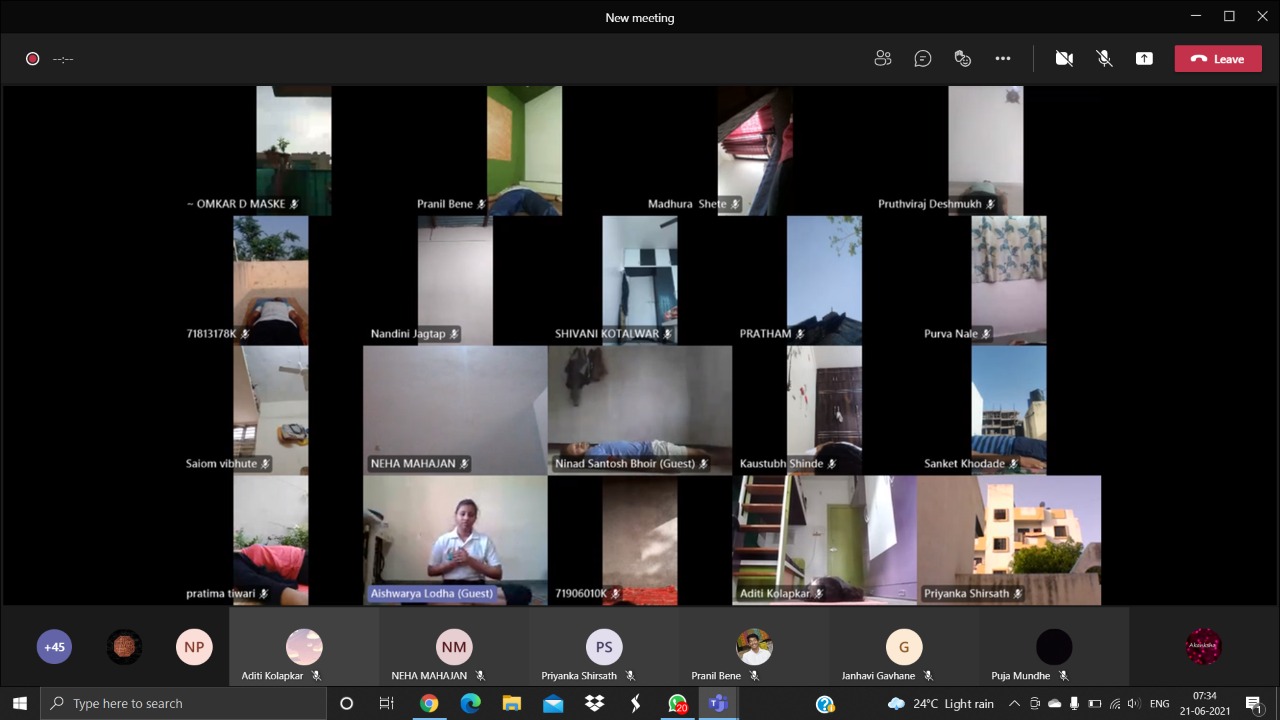 New meeting
--:--
Leave
~ OMKAR D MASKE
Pranil Bene
Madhura Shete
Pruthviraj Deshmukh
71813178K
Nandini Jagtap
SHIVANI KOTALWAR
PRATHAM
Purva Nale
Saiom vibhute
NEHA MAHAJAN
Ninad Santosh Bhoir (Guest)
Kaustubh Shinde
Sanket Khodade
pratima tiwari
Aishwarya Lodha (Guest)
71906010K
Aditi Kolapkar
Priyanka Shirsath
+45
NP
NM
PS
G
Aditi Kolapkar
NEHA MAHAJAN
Priyanka Shirsath
Pranil Bene
Janhavi Gavhane
Puja Mundhe
Type here to search
20
24°C Light rain
ENG
07:34
21-06-2021
1